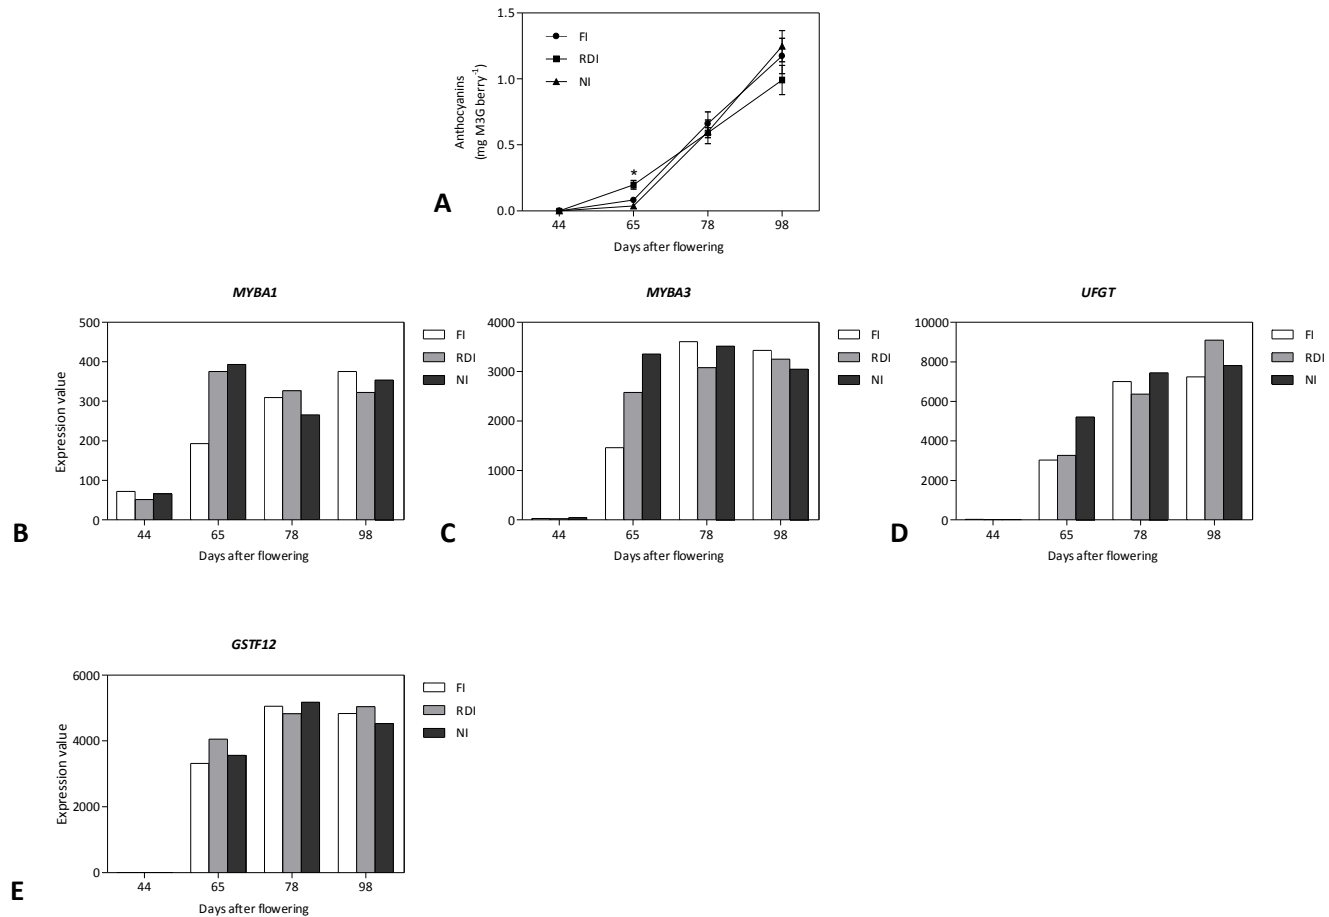 1.5
1.0
0.5
0.0
Anthocyanins
(mg M3G berry-1)
FI
RDI
NI
*
44 65 78 98
Days after flowering
A
MYBA1
500
400
300
200
100
0
Expression value
FI
RDI
NI
44 65 78 98
Days after flowering
B
MYBA3
4000
3000
2000
1000
0
FI
RDI
NI
44 65 78 98
Days after flowering
C
UFGT
10000
8000
6000
4000
2000
0
FI
RDI
NI
44 65 78 98
Days after flowering
D
GSTF12
6000
4000
2000
0
Expression value
FI
RDI
NI
44 65 78 98
Days after flowering
E